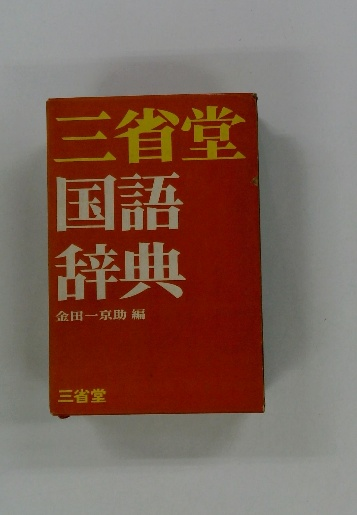 三省堂
国語
辞典
金田一京助 編
三省堂